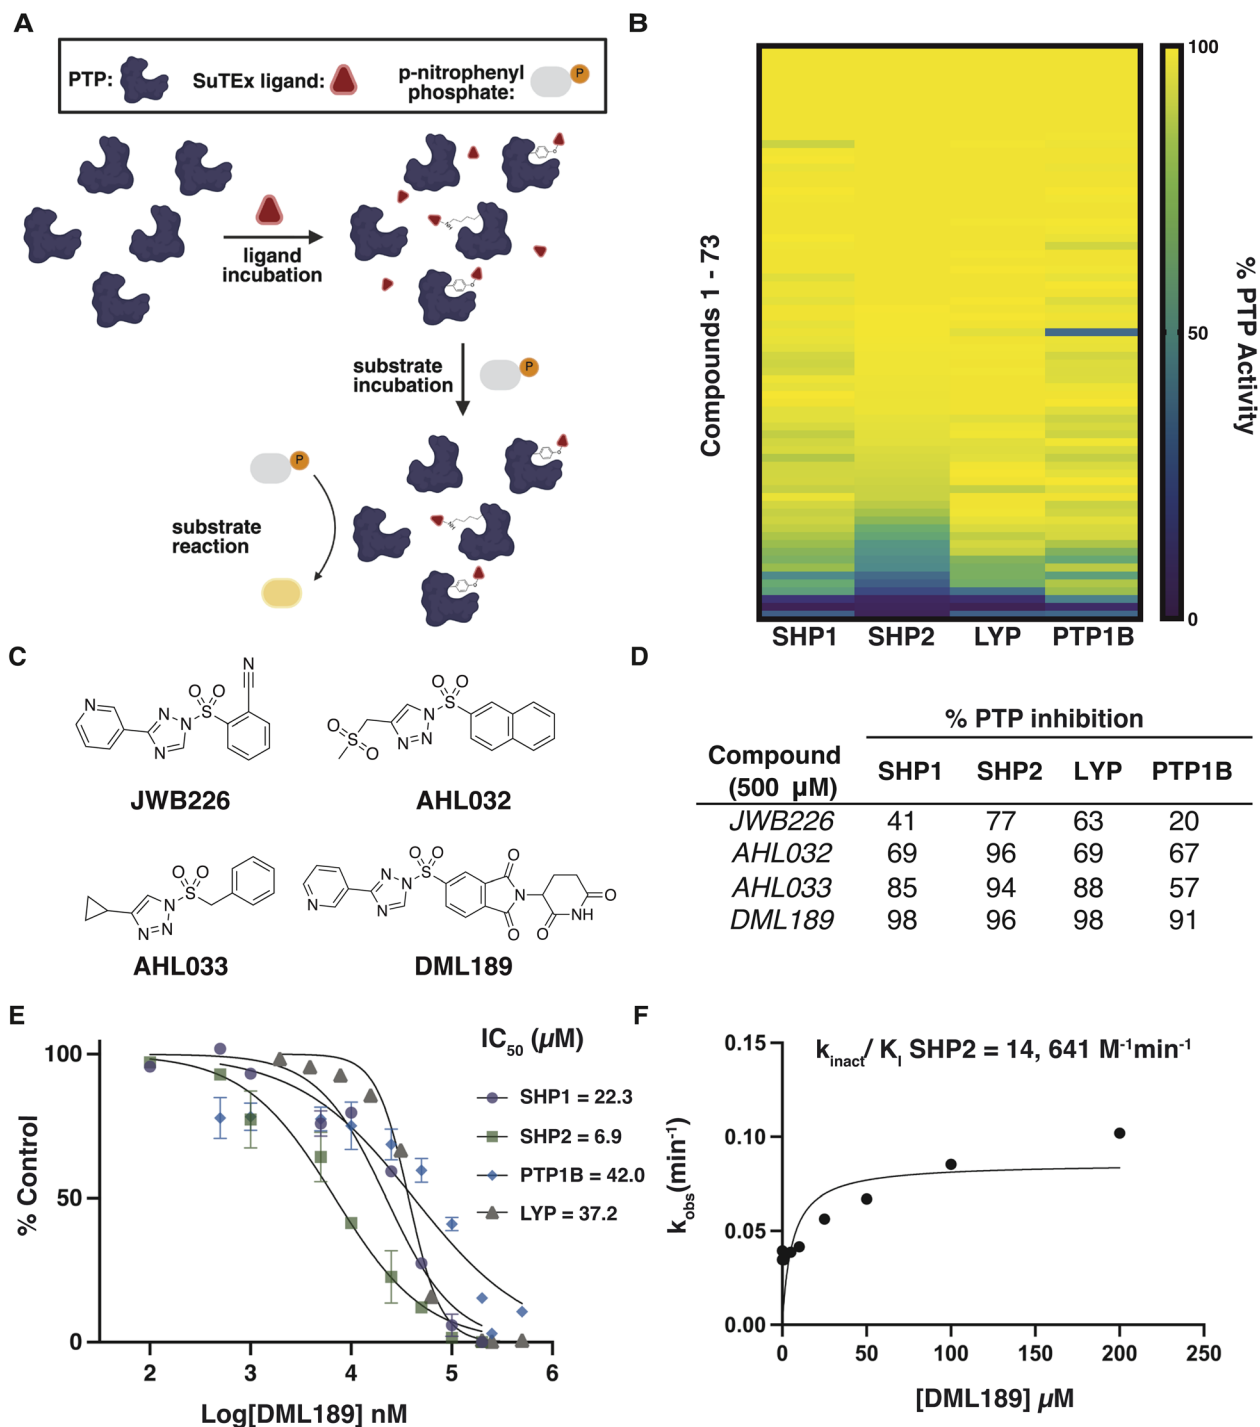 A
PTP:
SuTEx ligand:
p-nitrophenyl
phosphate:
P
P
ligand
incubation
O
NH
O
substrate
incubation
P
P
substrate
reaction
O
NH
O
B
Compounds 1 - 73
SHP1 SHP2 LYP PTP1B
100
50
0
% PTP Activity
C
N
N
N
N
O O
S
N
JWB226
O
S
O
N
N
N
O O
S
AHL032
N
N
N
O O
S
AHL033
N
N
N
N
O O
S
O
N
O
O
NH
O
DML189
D
% PTP inhibition
Compound
(500 µM)
SHP1 SHP2 LYP PTP1B
JWB226 41 77 63 20
AHL032 69 96 69 67
AHL033 85 94 88 57
DML189 98 96 98 91
E
IC50 (µM)
SHP1 = 22.3
SHP2 = 6.9
PTP1B = 42.0
LYP = 37.2
% Control
100
50
0
2 3 4 5 6
Log[DML189] nM
F
kinact/ KI SHP2 = 14, 641 M-1min-1
kobs(min-1)
0.15
0.10
0.05
0.00
0 50 100 150 200 250
[DML189] µM